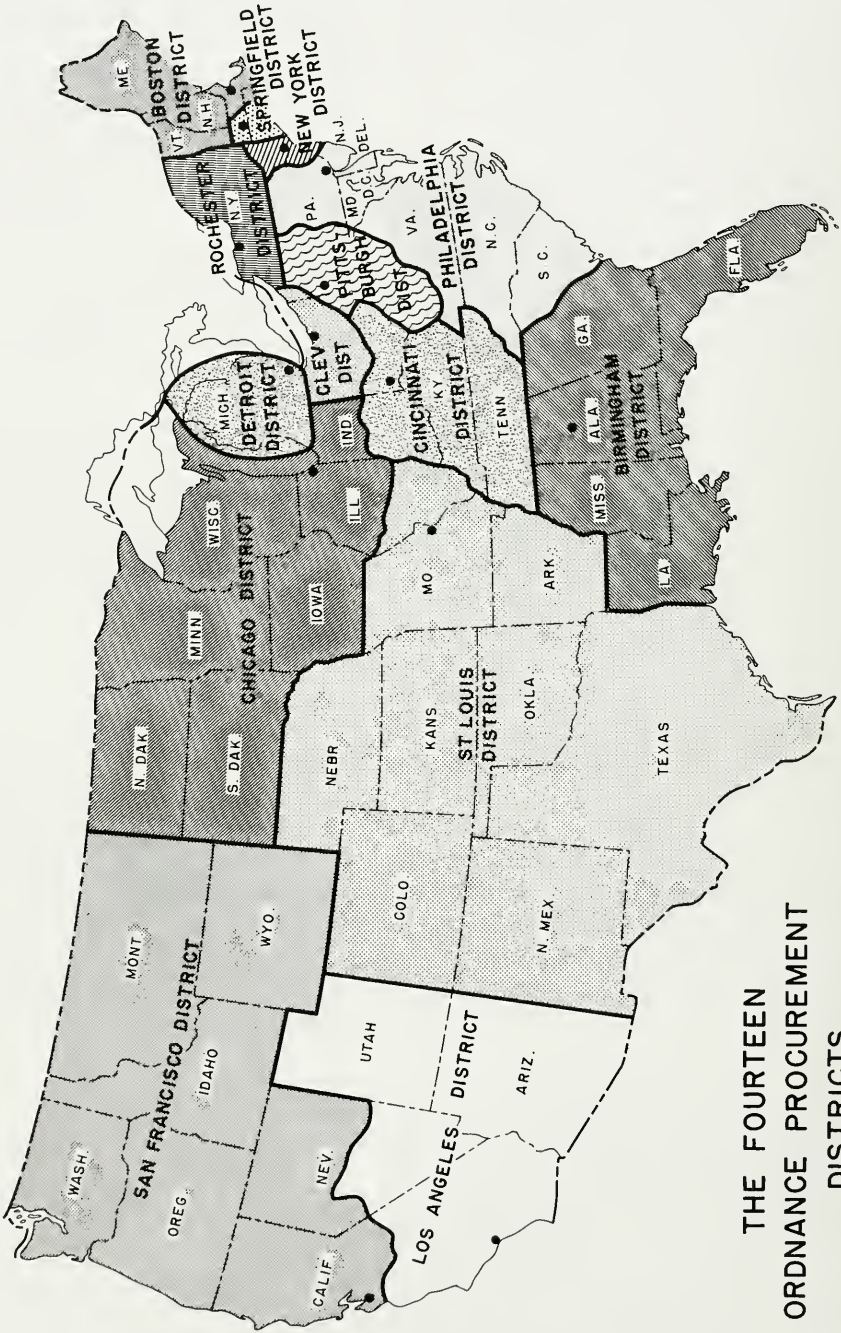 THE FOURTEEN
ORDNANCE PROCUREMENT
DISTRICTS
SAN FRANCISCO DISTRICT
WASH.
OREG.
CALIF.
NEV.
IDAHO
MONT.
WYO.
LOS ANGELES DISTRICT
UTAH
ARIZ.
CHICAGO DISTRICT
N. DAK.
S. DAK.
MINN
WISC.
IOWA
ILL.
IND.
ST LOUIS
DISTRICT
NEBR
KANS
COLO.
N. MEX
OKLA.
TEXAS
MO
ARK.
DETROIT
DISTRICT
MICH
CLEV
DIST
CINCINNATI
DISTRICT
KY
TENN
BIRMINGHAM
DISTRICT
MISS.
ALA.
GA.
FLA.
LA.
PITTS-
BURGH
DIST.
PHILADELPHIA
DISTRICT
PA.
N.J.
DEL.
MD
D.C.
VA.
N.C.
S C.
ROCHESTER
DISTRICT
N.Y.
BOSTON
DISTRICT
ME.
VT.
N.H.
SPRINGFIELD
DISTRICT
NEW YORK
DISTRICT